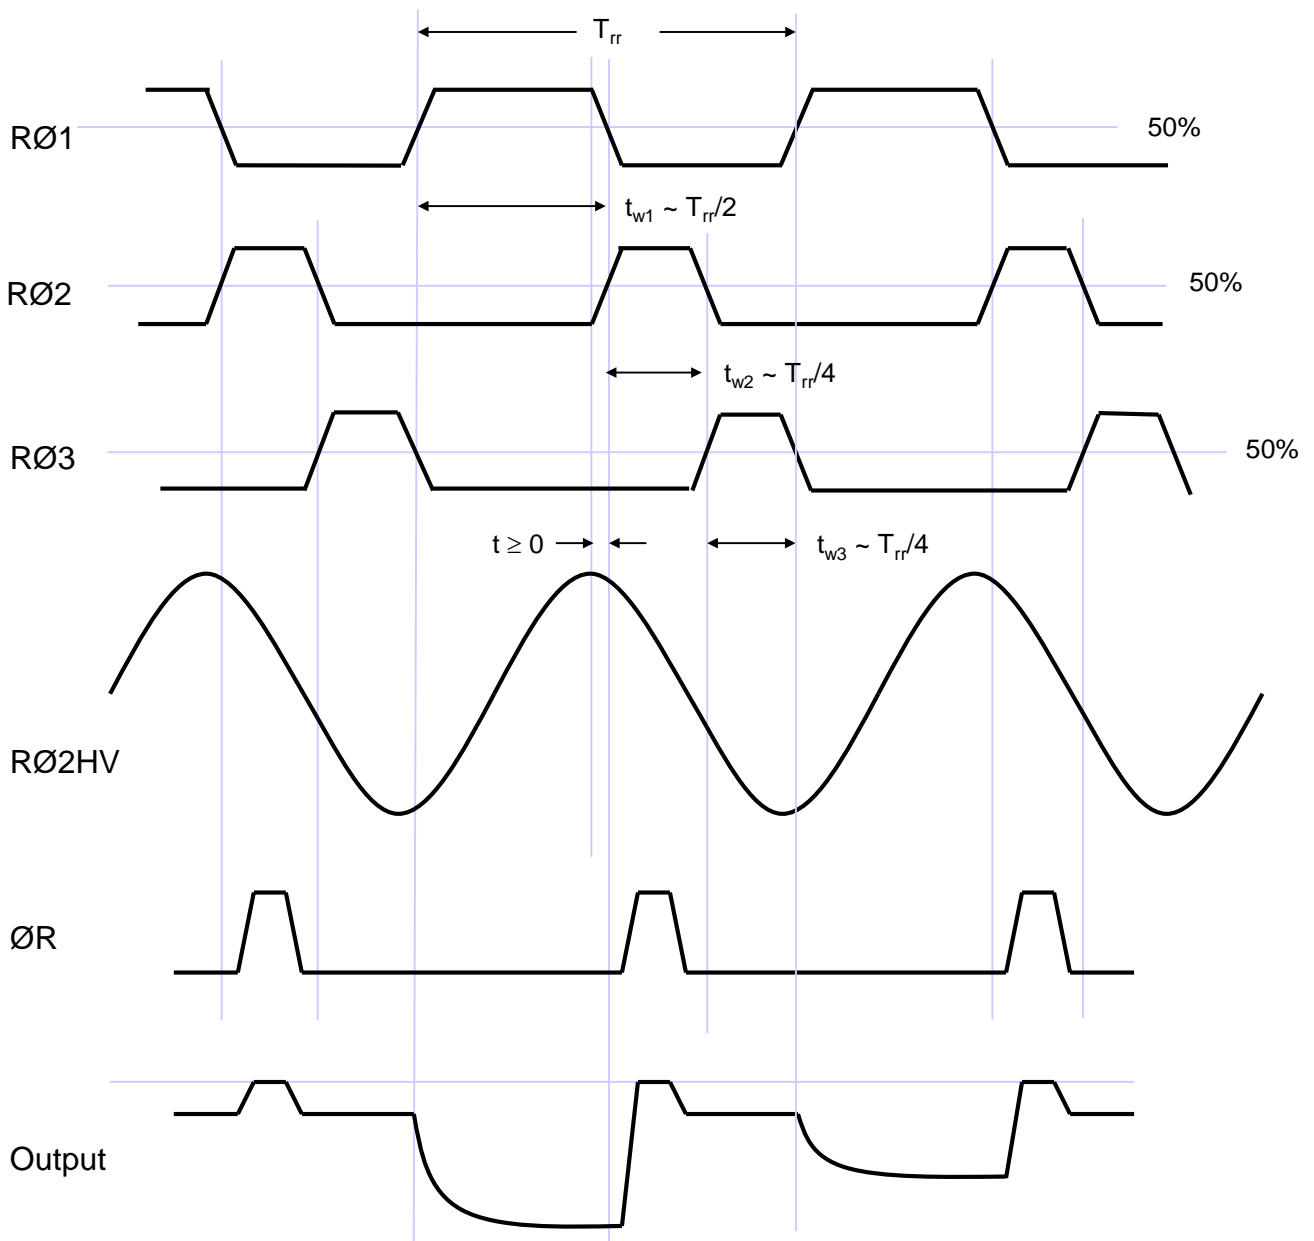 Trr
RØ1
50%
tw1 ~ Trr/2
RØ2
50%
tw2 ~ Trr/4
RØ3
50%
t ≥ 0
tw3 ~ Trr/4
RØ2HV
ØR
Output